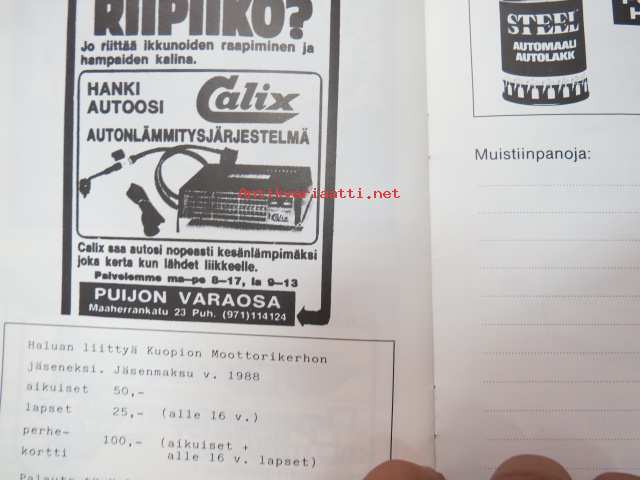 RIIPIIKÖ?
Jo riittää ikkunoiden raapiminen ja
hampaiden kalina.
HANKI
AUTOOSI
Calix
AUTONLÄMMITYSJÄRJESTELMÄ
Calix
Calix saa autosi nopeasti kesänlämpimäksi
joka kerta kun lähdet liikkeelle.
Palvelemme ma-pe 8-17, la 9-13
PUIJON VARAOSA
Maaherrankatu 23 Puh. (971)114124
Haluan liittyä Kuopion Moottorikerhon
jäseneksi. Jäsenmaksu v. 1988
aikuiset 50,-
lapset 25,- (alle 16 v.)
perhe-
kortti 100,- (aikuiset +
alle 16 v. lapset)
STEEL
AUTOMAALI
AUTOLAKK
Muistiinpanoja:
Antikvariaatti.net